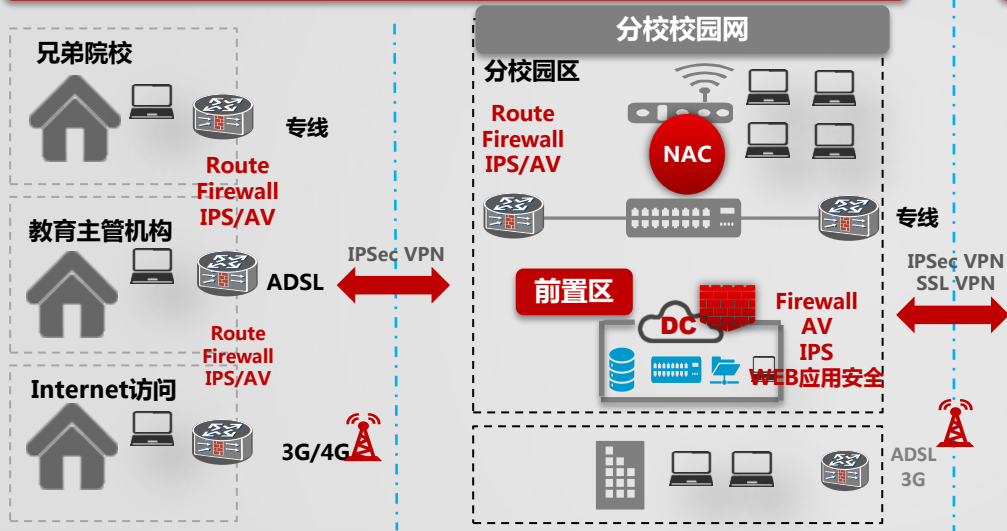 兄弟院校
专线
Route
Firewall
IPS/AV
教育主管机构
ADSL
Route
Firewall
IPS/AV
Internet访问
3G/4G
IPSec VPN
分校校园网
分校园区
Route
Firewall
IPS/AV
NAC
专线
前置区
DC
Firewall
AV
IPS
WEB应用安全
ADSL
3G
IPSec VPN
SSL VPN